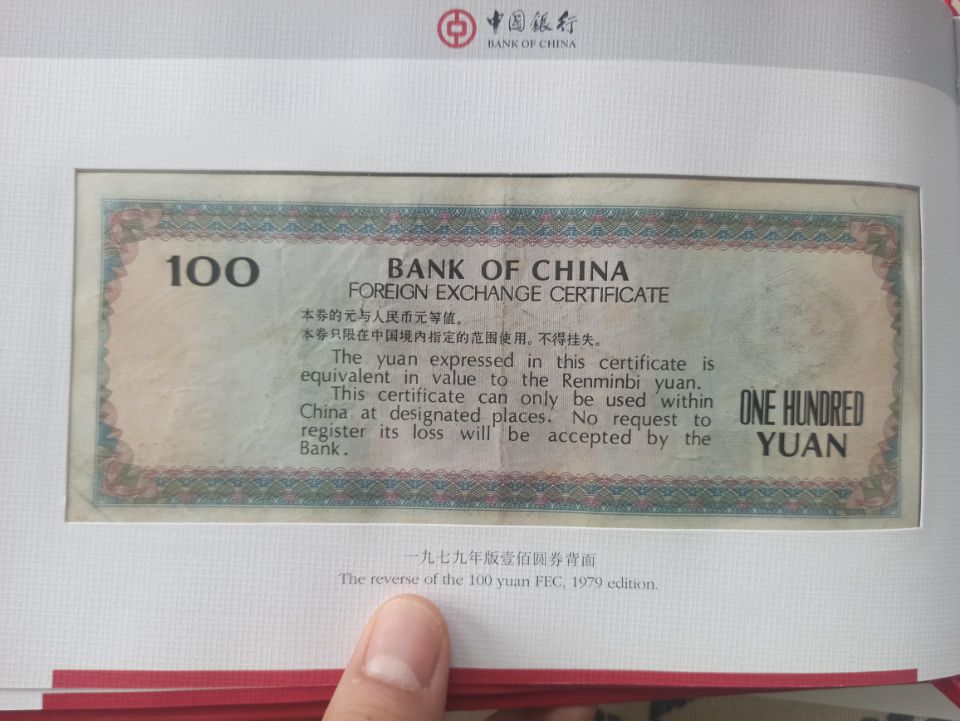 中國銀行
BANK OF CHINA
100
BANK OF CHINA
FOREIGN EXCHANGE CERTIFICATE
本券的元与人民币元等值。
本券只限在中国境内指定的范围使用。不得挂失。
The yuan expressed in this certificate is
equivalent in value to the Renminbi yuan.
This certificate can only be used within
China at designated places. No request to
register its loss will be accepted by the
Bank.
ONE HUNDRED
YUAN
一九七九年版壹佰圆券背面
The reverse of the 100 yuan FEC, 1979 edition.